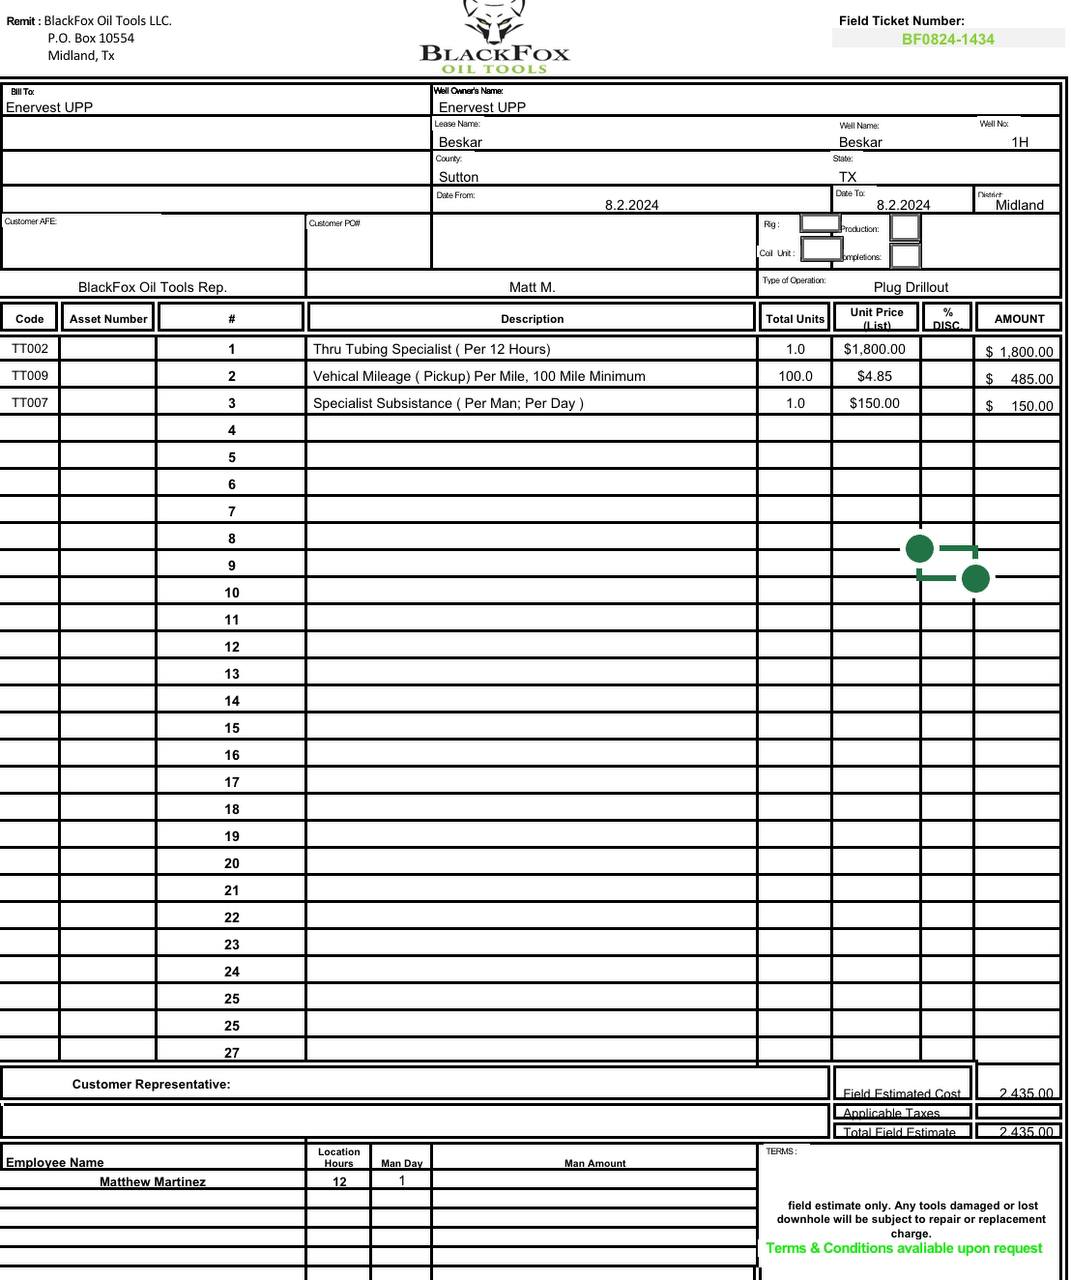 Remit : BlackFox Oil Tools LLC.
P.O. Box 10554
Midland, Tx
BLACKFOX
OIL TOOLS
Field Ticket Number:
BF0824-1434
Bill To:
Enervest UPP
Well Owner's Name:
Enervest UPP
Lease Name:
Beskar
Well Name:
Beskar
Well No:
1H
County:
Sutton
State:
TX
Date From:
8.2.2024
Date To:
8.2.2024
District:
Midland
Customer AFE:
Customer PO#
Rig :
Production:
Coil Unit :
ompletions:
BlackFox Oil Tools Rep.
Matt M.
Type of Operation:
Plug Drillout
Code Asset Number # Description Total Units Unit Price (List) % DISC. AMOUNT
TT002 1 Thru Tubing Specialist ( Per 12 Hours) 1.0 $1,800.00 $ 1,800.00
TT009 2 Vehical Mileage ( Pickup) Per Mile, 100 Mile Minimum 100.0 $4.85 $ 485.00
TT007 3 Specialist Subsistance ( Per Man; Per Day ) 1.0 $150.00 $ 150.00
4
5
6
7
8
9
10
11
12
13
14
15
16
17
18
19
20
21
22
23
24
25
25
27
Customer Representative:
Field Estimated Cost 2,435.00
Applicable Taxes
Total Field Estimate 2,435.00
Employee Name Location Hours Man Day Man Amount
Matthew Martinez 12 1
TERMS :
field estimate only. Any tools damaged or lost
downhole will be subject to repair or replacement
charge.
Terms & Conditions avaliable upon request